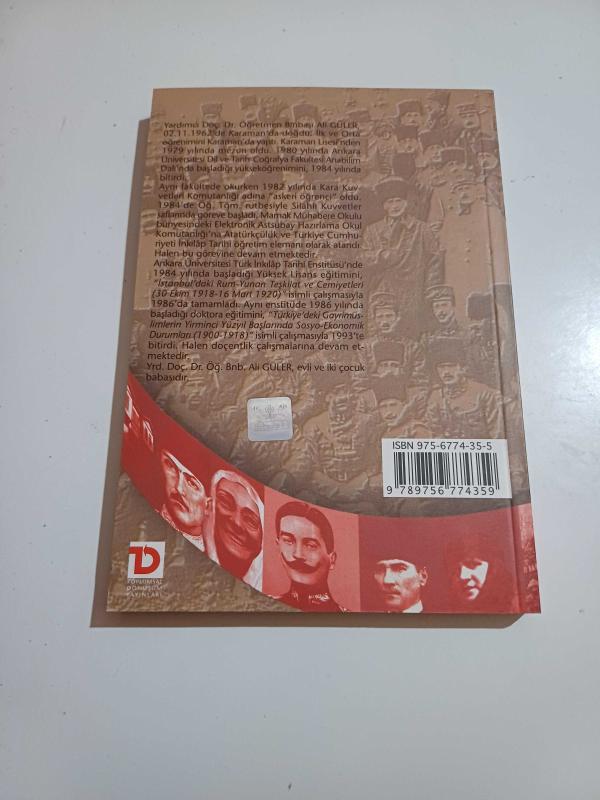 Yardımcı Doç. Dr. Öğretmen Bnbaşı Ali GÜLER,
02.11.1962'de Karaman'da doğdu. İlk ve Orta
öğrenimini Karaman'da yaptı. Karaman Lisesi'nden
1929 yılında mezun oldu. 1980 yılında Ankara
Üniversitesi Dil ve Tarih Coğrafya Fakültesi Anabilim
Dalı'nda başladığı yükseköğrenimini, 1984 yılında
bitirdi.
Aynı fakültede okurken 1982 yılında Kara Kuv-
vetleri Komutanlığı adına "askeri öğrenci" oldu.
1984'de Öğ. Tğm. rütbesiyle Silahlı Kuvvetler
saflarında göreve başladı. Mamak Muhabere Okulu
bünyesindeki Elektronik Astsubay Hazırlama Okul
Komutanlığı'na Atatürkçülük ve Türkiye Cumhu-
riyeti İnkılâp Tarihi öğretim elemanı olarak atandı.
Halen bu görevine devam etmektedir.
Ankara Üniversitesi Türk İnkılâp Tarihi Enstitüsü'nde
1984 yılında başladığı Yüksek Lisans eğitimini,
"İstanbul'daki Rum-Yunan Teşkilat ve Cemiyetleri
(30 Ekim 1918-16 Mart 1920)" isimli çalışmasıyla
1986'da tamamladı. Aynı enstitüde 1986 yılında
başladığı doktora eğitimini, "Türkiye'deki Gayrimüs-
limlerin Yirminci Yüzyıl Başlarında Sosyo-Ekonomik
Durumları (1900-1918)" isimli çalışmasıyla 1993'te
bitirdi. Halen doçentlik çalışmalarına devam et-
mektedir.
Yrd. Doç. Dr. Öğ. Bnb. Ali GÜLER, evli ve iki çocuk
babasıdır.
ISBN 975-6774-35-5
9 789756 774359
TD
TOPLUMSAL
DÖNÜŞÜM
YAYINLARI